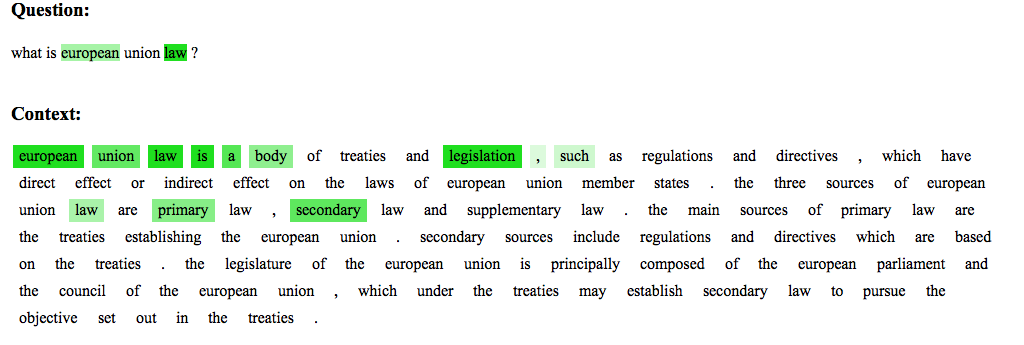 Question:
what is european union law ?
Context:
european union law is a body of treaties and legislation , such as regulations and directives , which have
direct effect or indirect effect on the laws of european union member states . the three sources of european
union law are primary law , secondary law and supplementary law . the main sources of primary law are
the treaties establishing the european union . secondary sources include regulations and directives which are based
on the treaties . the legislature of the european union is principally composed of the european parliament and
the council of the european union , which under the treaties may establish secondary law to pursue the
objective set out in the treaties .